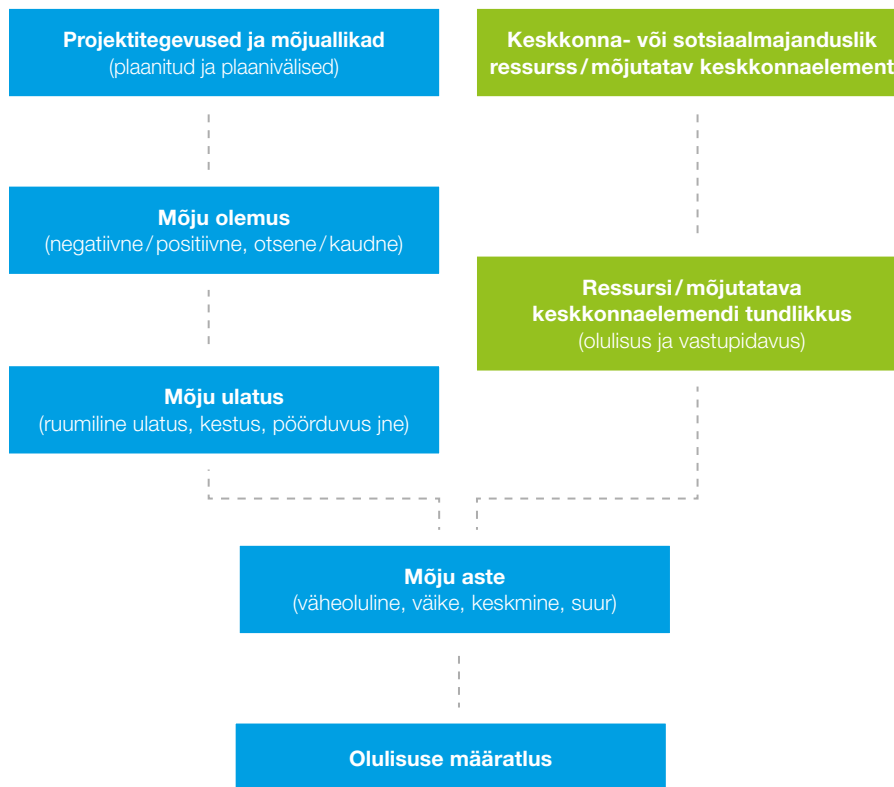 Projektitegevused ja mõjuallikad
(plaanitud ja plaanivälised)
Keskkonna- või sotsiaalmajanduslik
ressurss/mõjutatav keskkonnaelement
Mõju olemus
(negatiivne/positiivne, otsene/kaudne)
Ressursi/mõjutatava
keskkonnaelemendi tundlikkus
(olulisus ja vastupidavus)
Mõju ulatus
(ruumiline ulatus, kestus, pöörduvus jne)
Mõju aste
(väheoluline, väike, keskmine, suur)
Olulisuse määratlus